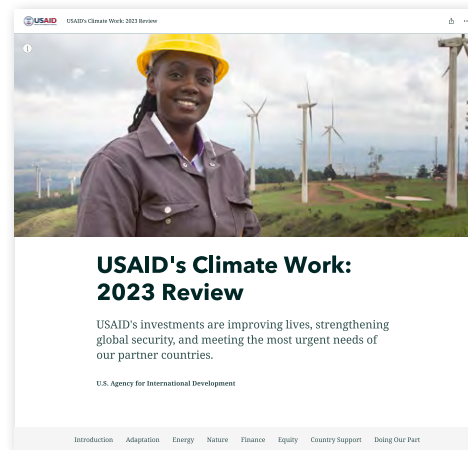 USAID
USAID's Climate Work: 2023 Review
USAID's Climate Work:
2023 Review
USAID's investments are improving lives, strengthening
global security, and meeting the most urgent needs of
our partner countries.
U.S. Agency for International Development
Introduction Adaptation Energy Nature Finance Equity Country Support Doing Our Part